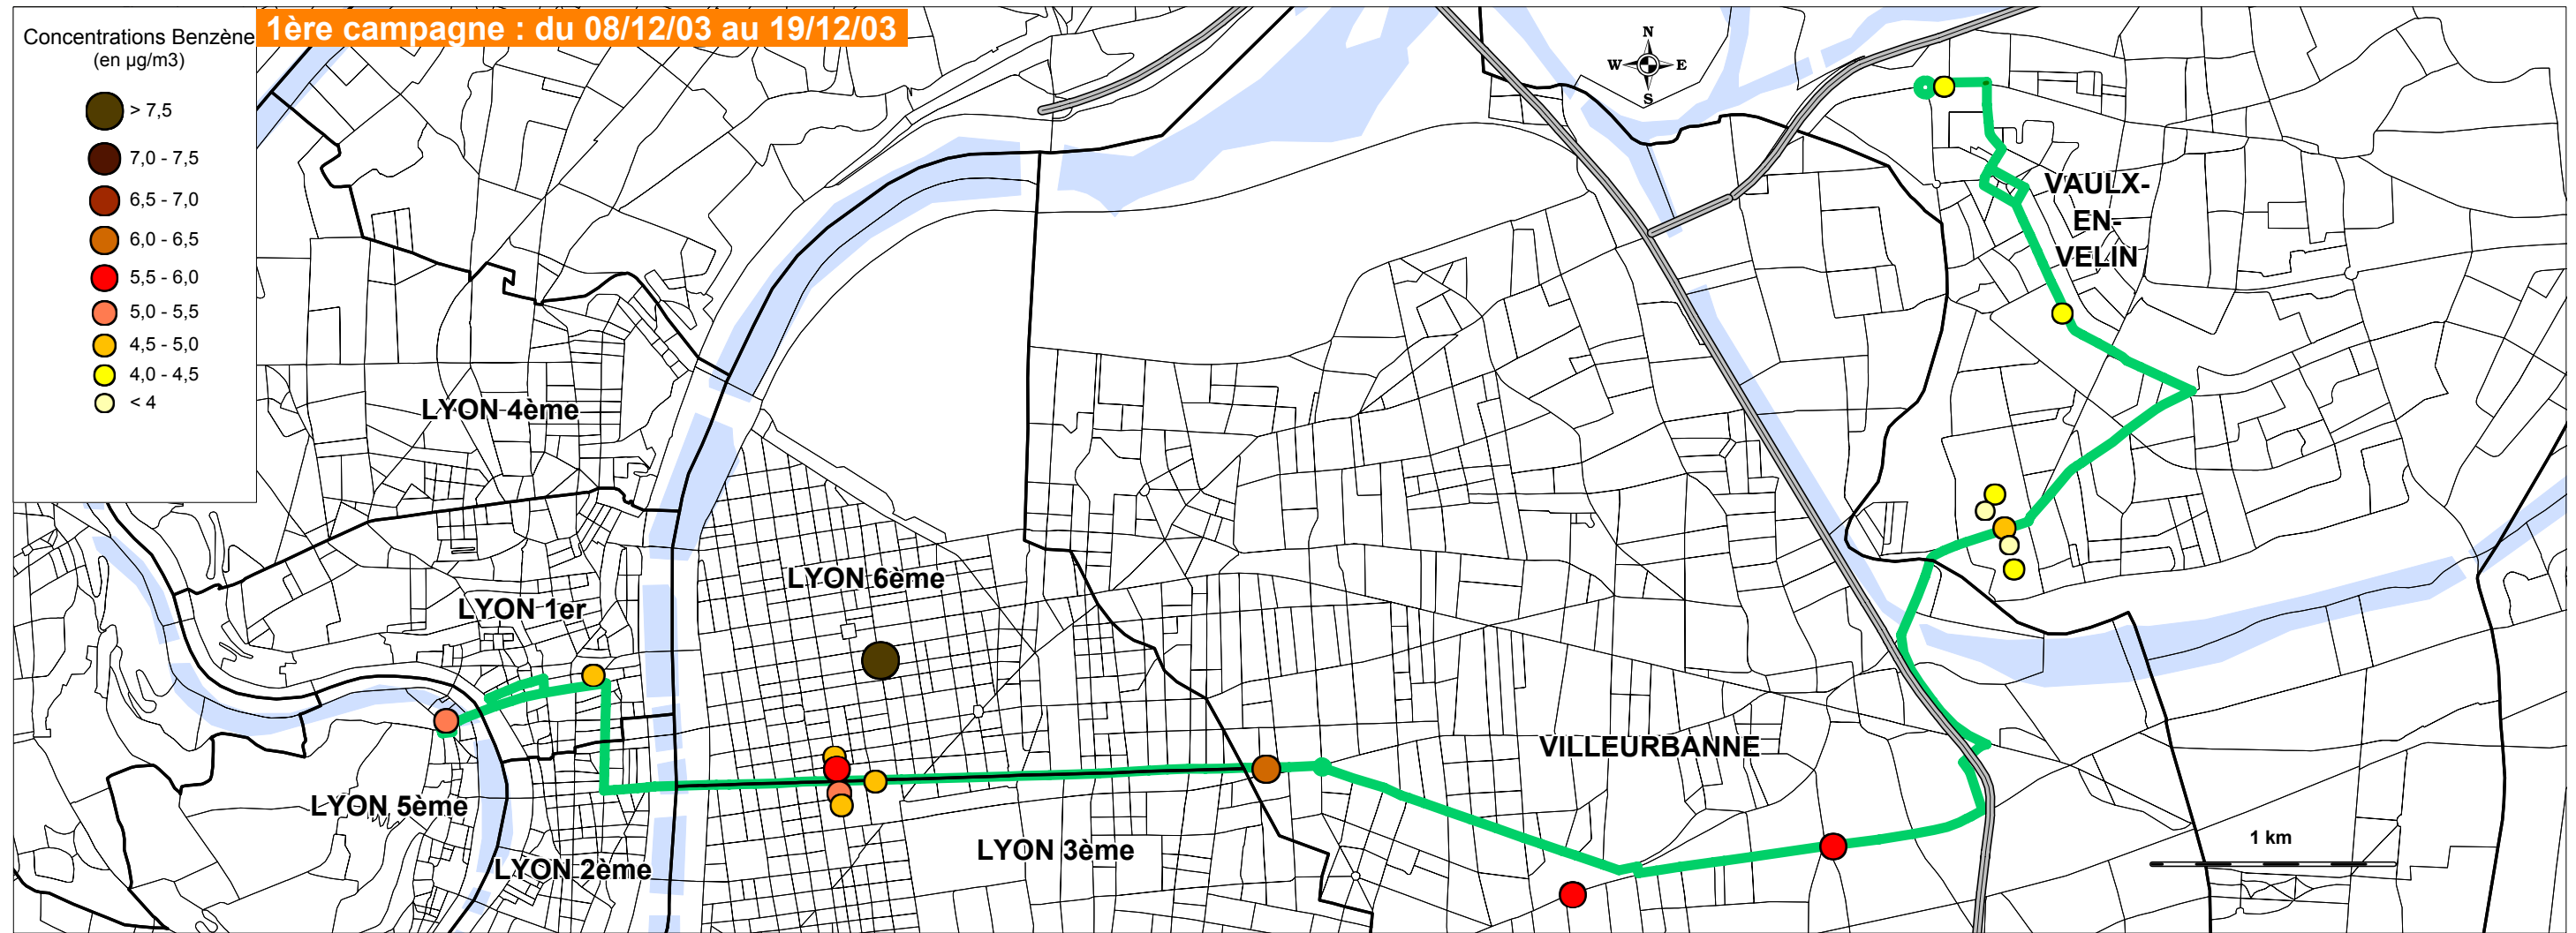 1ère campagne : du 08/12/03 au 19/12/03
Concentrations Benzène
(en µg/m3)
> 7,5
7,0 - 7,5
6,5 - 7,0
6,0 - 6,5
5,5 - 6,0
5,0 - 5,5
4,5 - 5,0
4,0 - 4,5
< 4
N
W
E
S
VAULX-
EN-
VELIN
LYON 4ème
LYON 6ème
LYON 1er
VILLEURBANNE
LYON 5ème
LYON 3ème
LYON 2ème
1 km